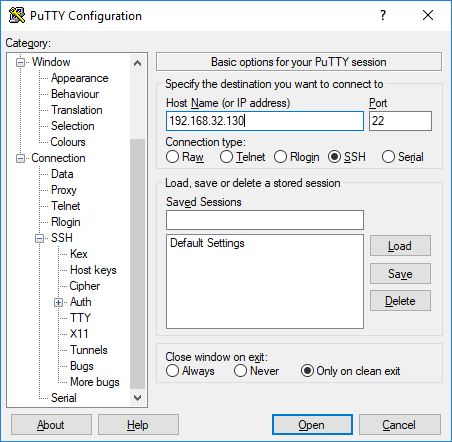 PuTTY Configuration
?
Category:
Window
Appearance
Behaviour
Translation
Selection
Colours
Connection
Data
Proxy
Telnet
Rlogin
SSH
Kex
Host keys
Cipher
Auth
TTY
X11
Tunnels
Bugs
More bugs
Serial
Basic options for your PuTTY session
Specify the destination you want to connect to
Host Name (or IP address) Port
192.168.32.130 22
Connection type:
Raw Telnet Rlogin SSH Serial
Load, save or delete a stored session
Saved Sessions
Default Settings
Load
Save
Delete
Close window on exit:
Always Never Only on clean exit
About Help Open Cancel